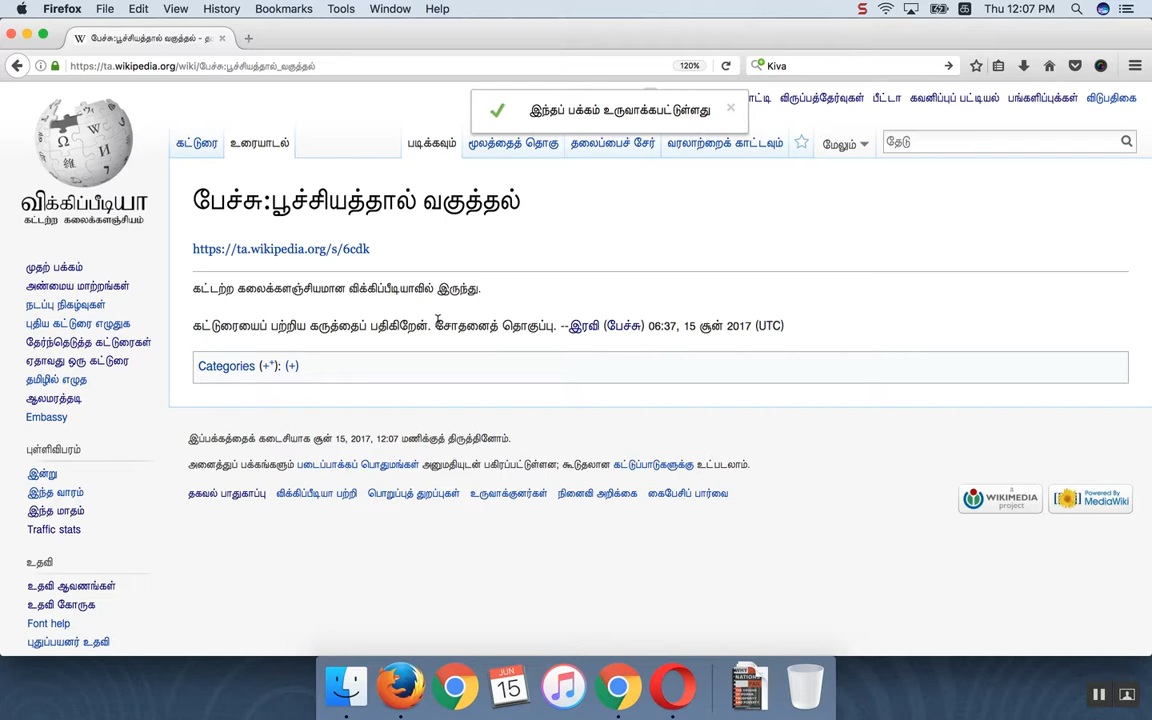 Firefox File Edit View History Bookmarks Tools Window Help Thu 12:07 PM
பேச்சு:பூச்சியத்தால் வகுத்தல் - த
https://ta.wikipedia.org/wiki/பேச்சு:பூச்சியத்தால்_வகுத்தல் 120% Kiva
இந்தப் பக்கம் உருவாக்கபட்டுள்ளது
விருப்பத்தேர்வுகள் பீட்டா கவனிப்புப் பட்டியல் பங்களிப்புக்கள் விடுபதிகை
கட்டுரை உரையாடல் படிக்கவும் மூலத்தைத் தொகு தலைப்பைச் சேர் வரலாற்றைக் காட்டவும் மேலும் தேடு
விக்கிப்பீடியா
கட்டற்ற கலைக்களஞ்சியம்
பேச்சு:பூச்சியத்தால் வகுத்தல்
https://ta.wikipedia.org/s/6cdk
கட்டற்ற கலைக்களஞ்சியமான விக்கிப்பீடியாவில் இருந்து.
கட்டுரையைப் பற்றிய கருத்தைப் பதிகிறேன். சோதனைத் தொகுப்பு. --இரவி (பேச்சு) 06:37, 15 சூன் 2017 (UTC)
Categories (+⁺): (+)
முதற் பக்கம்
அண்மைய மாற்றங்கள்
நடப்பு நிகழ்வுகள்
புதிய கட்டுரை எழுதுக
தேர்ந்தெடுத்த கட்டுரைகள்
ஏதாவது ஒரு கட்டுரை
தமிழில் எழுத
ஆலமரத்தடி
Embassy
புள்ளிவிபரம்
இன்று
இந்த வாரம்
இந்த மாதம்
Traffic stats
உதவி
உதவி ஆவணங்கள்
உதவி கோருக
Font help
புதுப்பயனர் உதவி
இப்பக்கத்தைக் கடைசியாக சூன் 15, 2017, 12:07 மணிக்குத் திருத்தினோம்.
அனைத்துப் பக்கங்களும் படைப்பாக்கப் பொதுமங்கள் அனுமதியுடன் பகிரப்பட்டுள்ளன; கூடுதலான கட்டுப்பாடுகளுக்கு உட்படலாம்.
தகவல் பாதுகாப்பு விக்கிப்பீடியா பற்றி பொறுப்புத் துறப்புகள் உருவாக்குனர்கள் நினைவி அறிக்கை கைபேசிப் பார்வை
a WIKIMEDIA project
Powered By MediaWiki
JUN
15